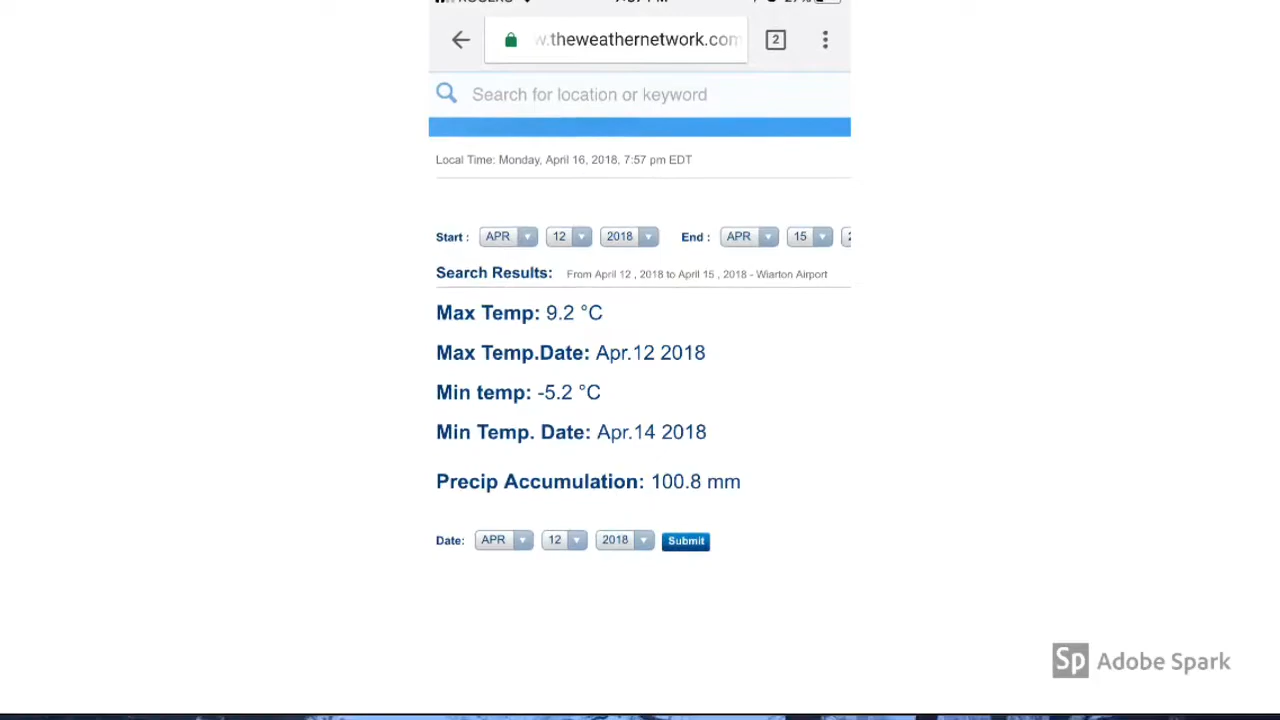 w.theweathernetwork.com
2
Search for location or keyword
Local Time: Monday, April 16, 2018, 7:57 pm EDT
Start : APR 12 2018 End : APR 15
Search Results: From April 12 , 2018 to April 15 , 2018 - Wiarton Airport
Max Temp: 9.2 °C
Max Temp.Date: Apr.12 2018
Min temp: -5.2 °C
Min Temp. Date: Apr.14 2018
Precip Accumulation: 100.8 mm
Date: APR 12 2018 Submit
Sp Adobe Spark